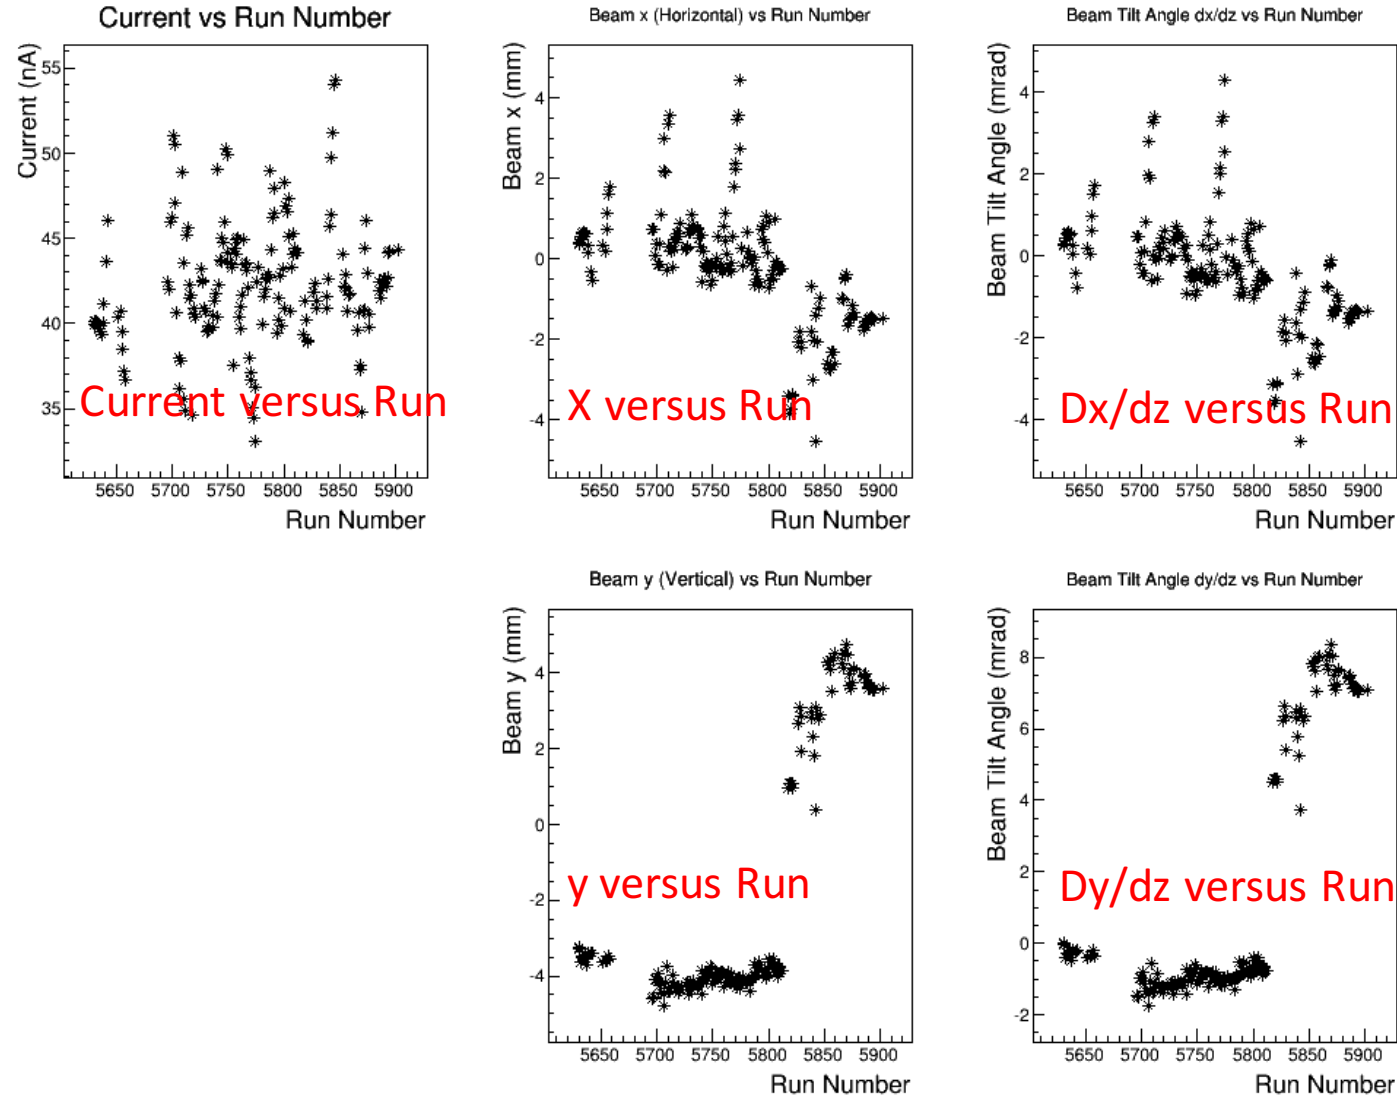 Current vs Run Number
Current (nA)
55
50
45
40
35
Current versus Run
5650 5700 5750 5800 5850 5900
Run Number
Beam x (Horizontal) vs Run Number
Beam x (mm)
4
2
0
-2
-4
X versus Run
5650 5700 5750 5800 5850 5900
Run Number
Beam Tilt Angle dx/dz vs Run Number
Beam Tilt Angle (mrad)
4
2
0
-2
-4
Dx/dz versus Run
5650 5700 5750 5800 5850 5900
Run Number
Beam y (Vertical) vs Run Number
Beam y (mm)
4
2
0
-2
-4
y versus Run
5650 5700 5750 5800 5850 5900
Run Number
Beam Tilt Angle dy/dz vs Run Number
Beam Tilt Angle (mrad)
8
6
4
2
0
-2
Dy/dz versus Run
5650 5700 5750 5800 5850 5900
Run Number